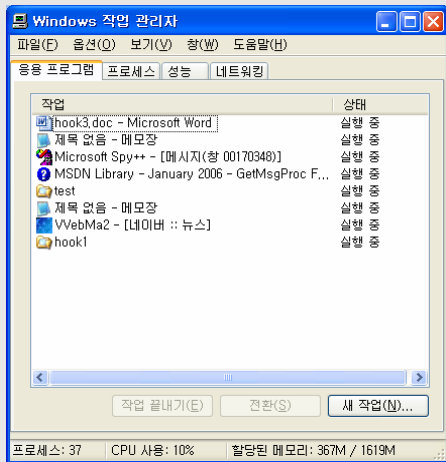 Windows 작업 관리자
파일(F) 옵션(O) 보기(V) 창(W) 도움말(H)
응용 프로그램 프로세스 성능 네트워킹
작업 상태
hook3.doc - Microsoft Word 실행 중
제목 없음 - 메모장 실행 중
Microsoft Spy++ - [메시지(창 00170348)] 실행 중
MSDN Library - January 2006 - GetMsgProc F... 실행 중
test 실행 중
제목 없음 - 메모장 실행 중
VVebMa2 - [네이버 :: 뉴스] 실행 중
hook1 실행 중
작업 끝내기(E) 전환(S) 새 작업(N)...
프로세스: 37 CPU 사용: 10% 할당된 메모리: 367M / 1619M